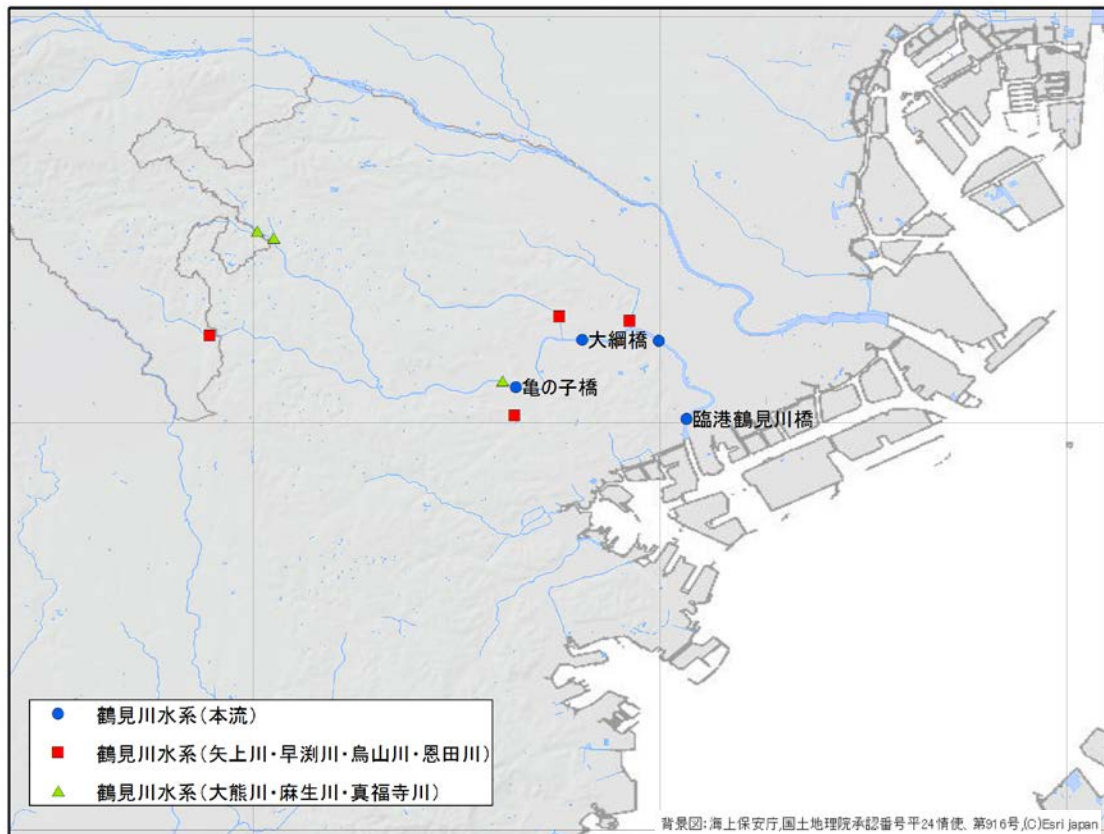 大綱橋
亀の子橋
臨港鶴見川橋
鶴見川水系(本流)
鶴見川水系(矢上川・早渕川・鳥山川・恩田川)
鶴見川水系(大熊川・麻生川・真福寺川)
背景図:海上保安庁,国土地理院承認番号平24情使, 第916号,(C)Esri japan